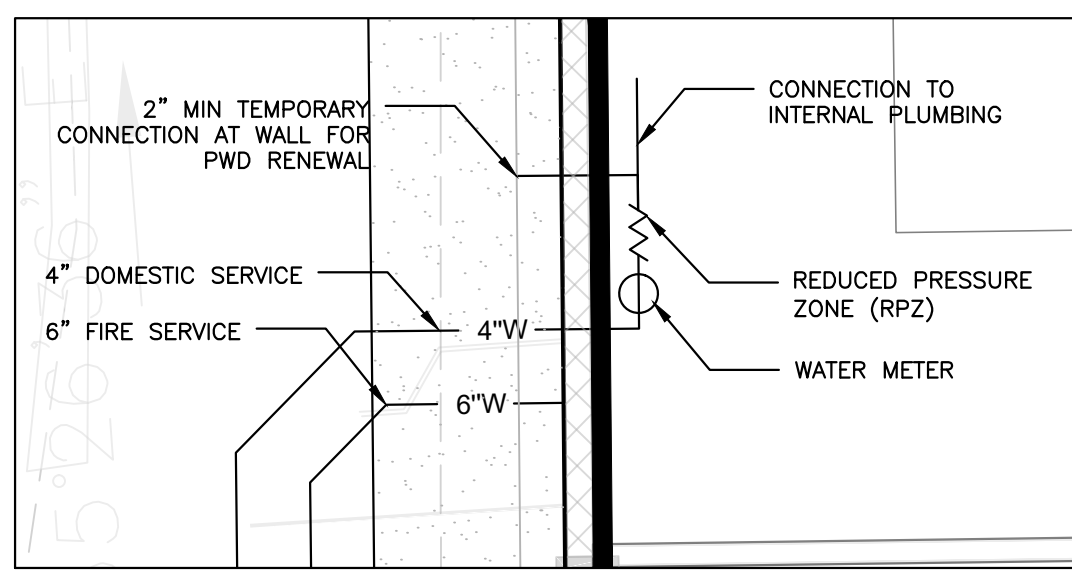 2” MIN TEMPORARY
CONNECTION AT WALL FOR
PWD RENEWAL
CONNECTION TO
INTERNAL PLUMBING
4” DOMESTIC SERVICE
6” FIRE SERVICE
REDUCED PRESSURE
ZONE (RPZ)
WATER METER
4"W
6"W